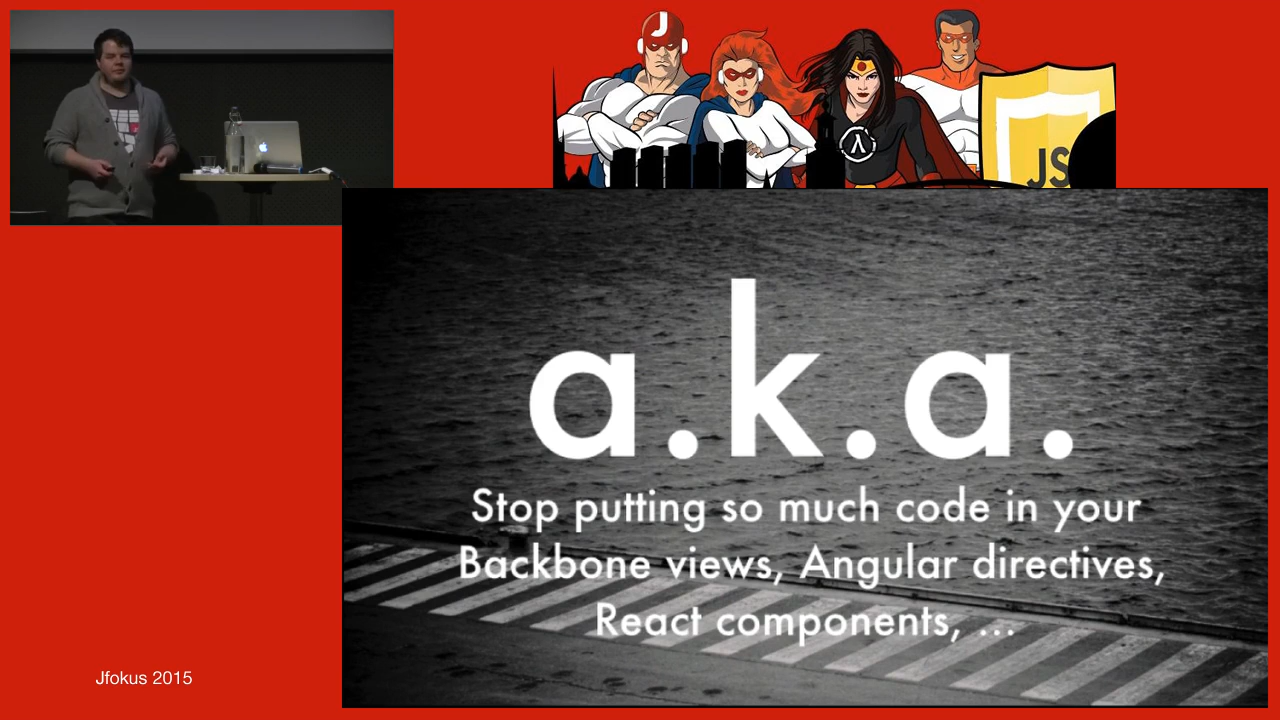 J
λ
JS
a.k.a.
Stop putting so much code in your
Backbone views, Angular directives,
React components, ...
Jfokus 2015